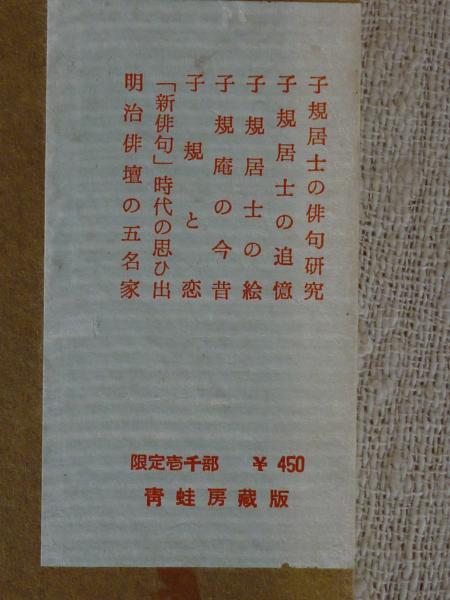 子規居士の俳句研究
子規居士の追憶
子規居士の絵
子規庵の今昔
子規と恋
「新俳句」時代の思ひ出
明治俳壇の五名家
限定壱千部 ¥ 450
青蛙房蔵版